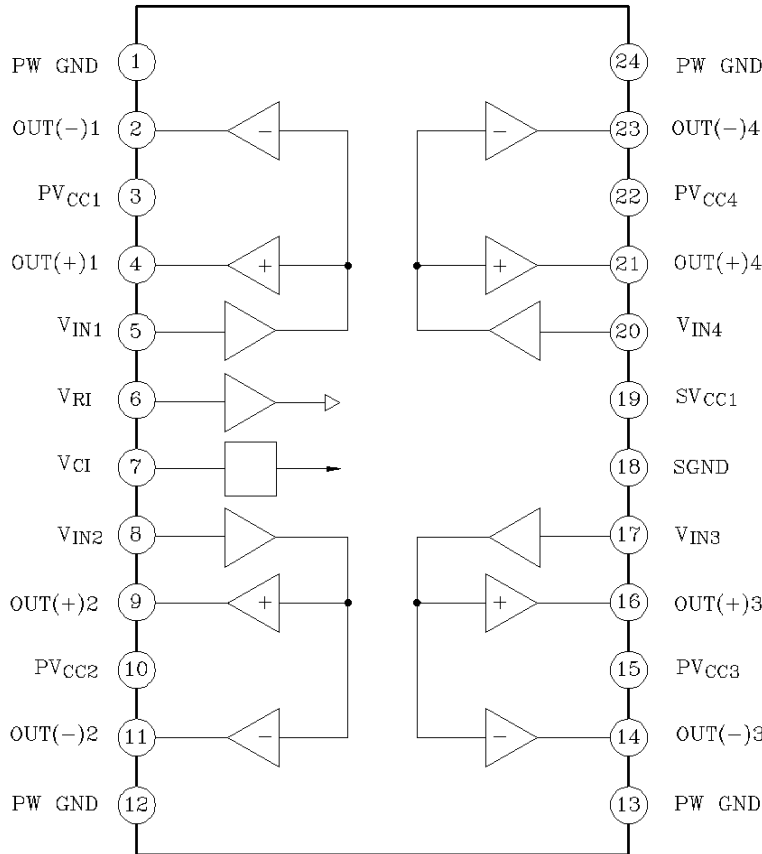 PW GND 1 24 PW GND
OUT(−)1 2 − − 23 OUT(−)4
PVCC1 3 22 PVCC4
OUT(+)1 4 + + 21 OUT(+)4
VIN1 5 20 VIN4
VRI 6 19 SVCC1
VCI 7 18 SGND
VIN2 8 17 VIN3
OUT(+)2 9 + + 16 OUT(+)3
PVCC2 10 15 PVCC3
OUT(−)2 11 − − 14 OUT(−)3
PW GND 12 13 PW GND